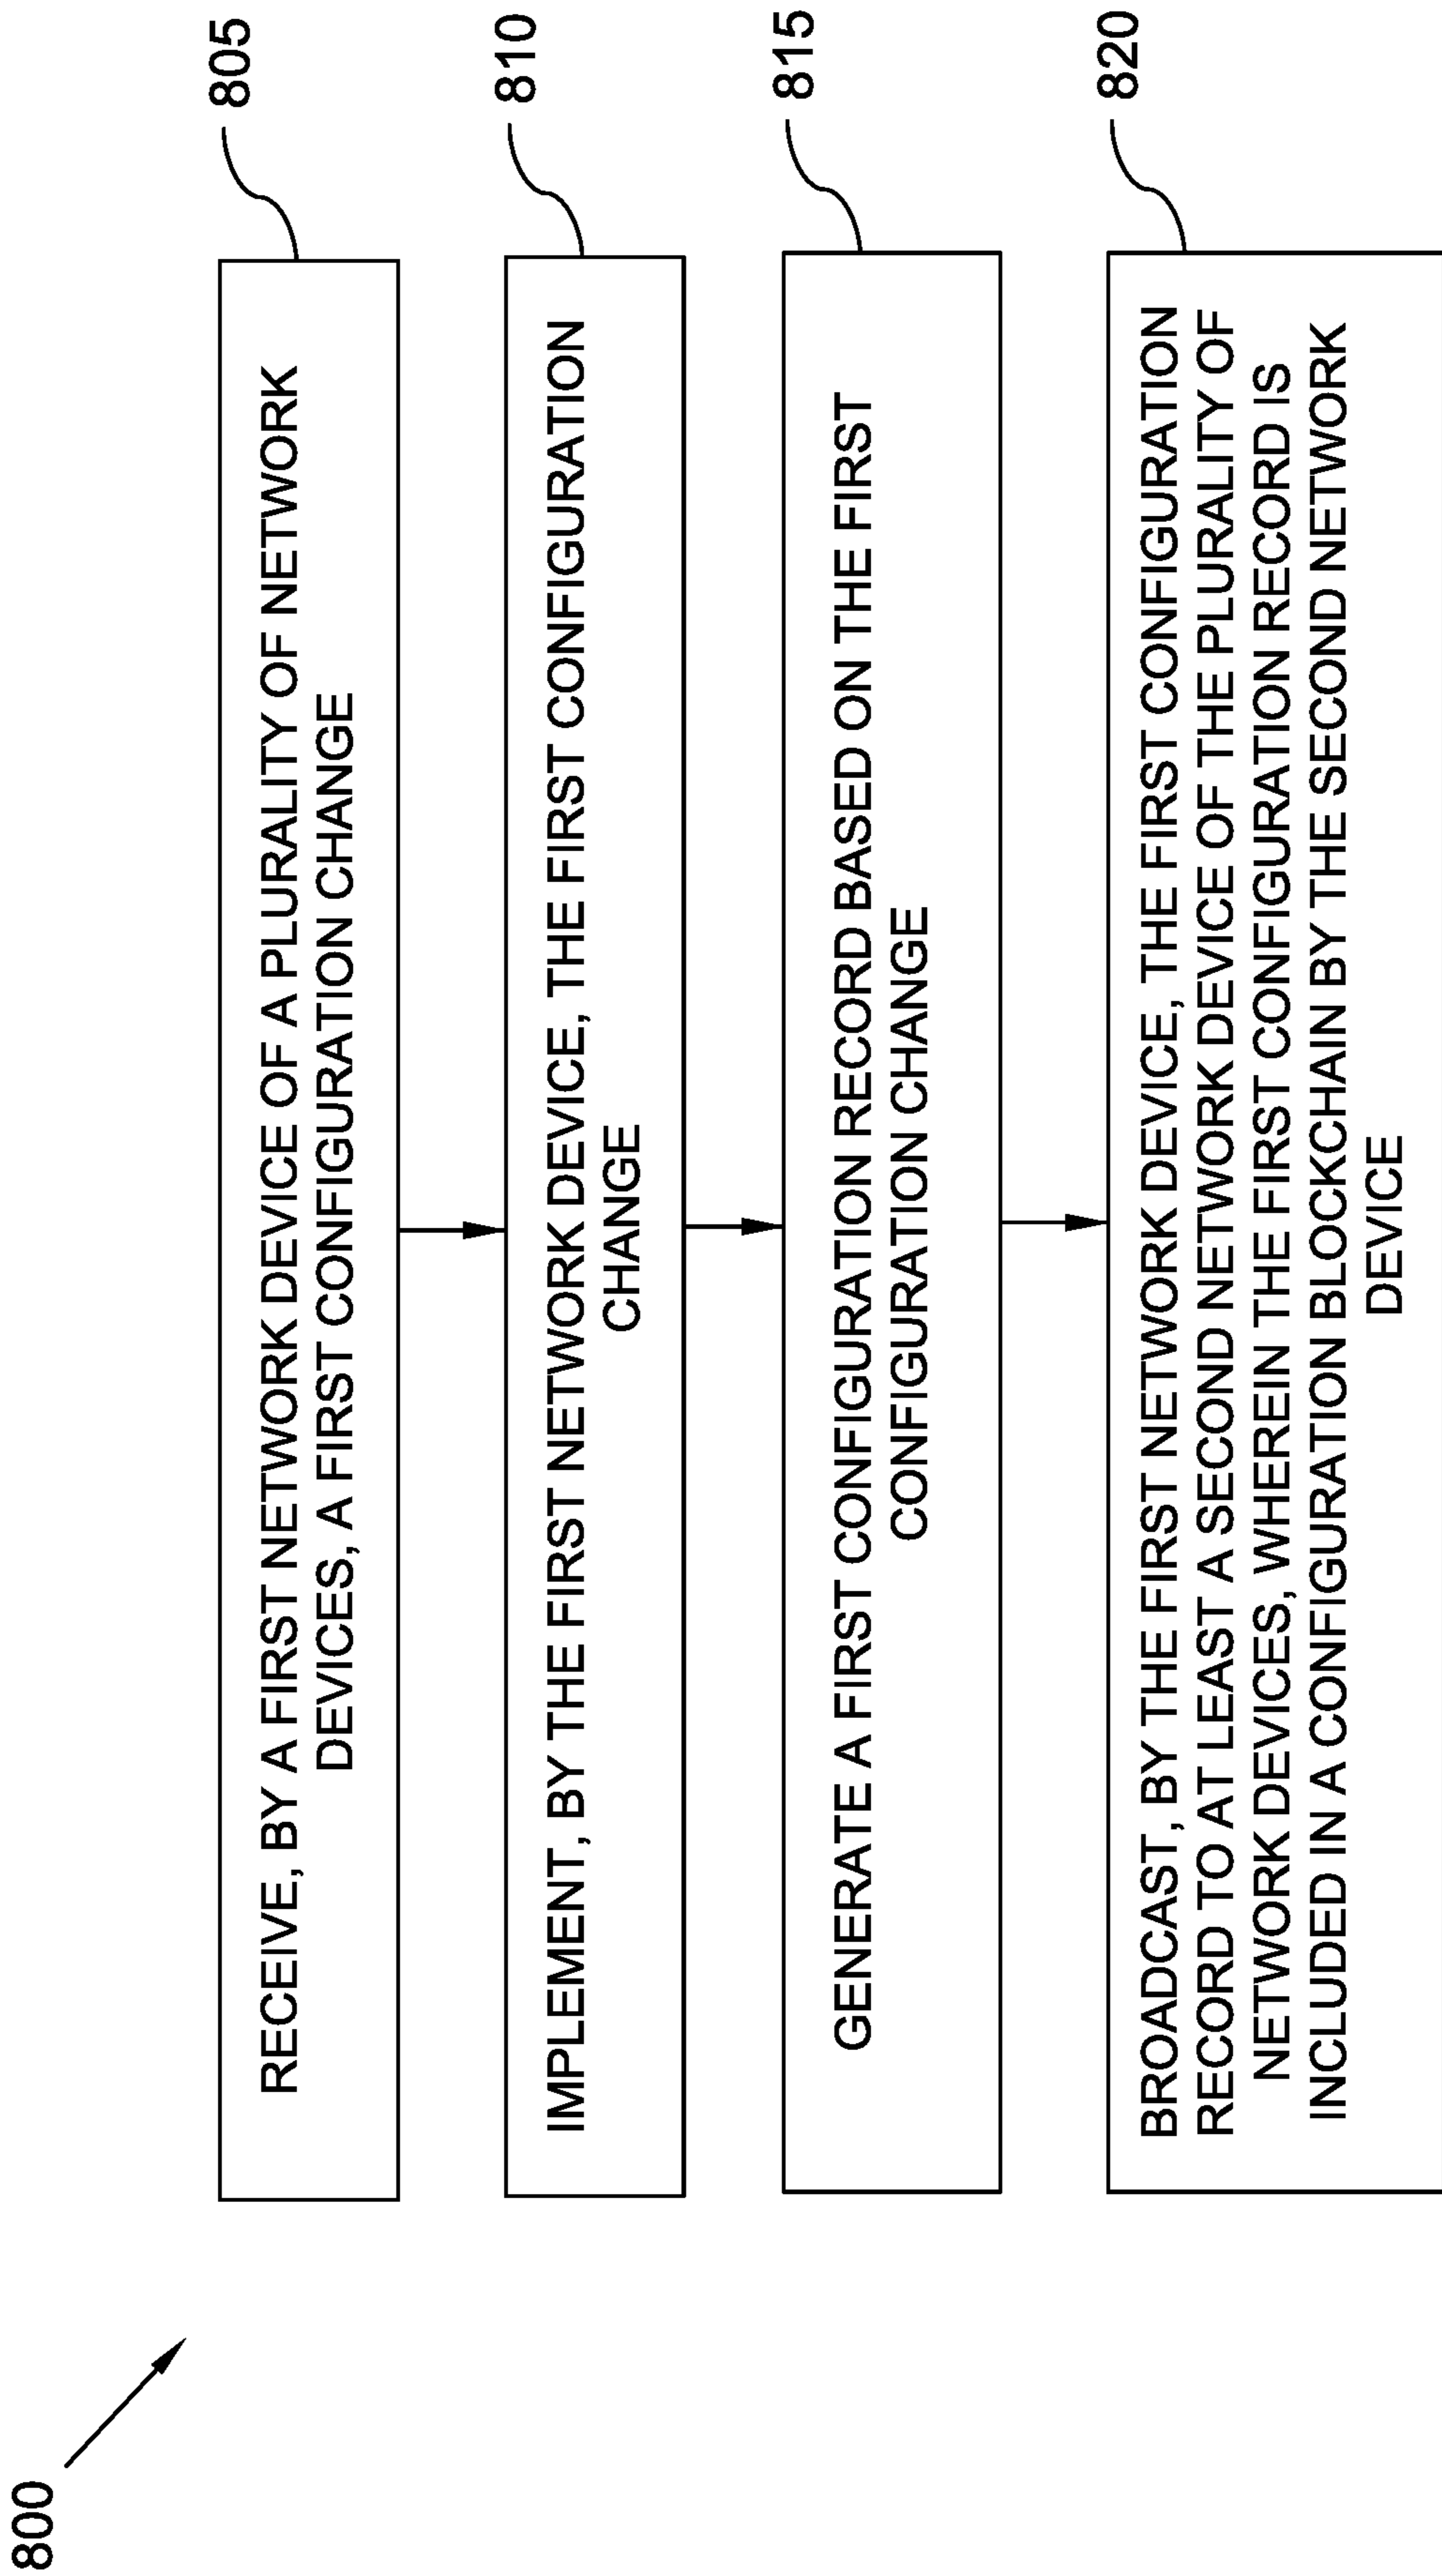 800
RECEIVE, BY A FIRST NETWORK DEVICE OF A PLURALITY OF NETWORK
DEVICES, A FIRST CONFIGURATION CHANGE
805
IMPLEMENT, BY THE FIRST NETWORK DEVICE, THE FIRST CONFIGURATION
CHANGE
810
GENERATE A FIRST CONFIGURATION RECORD BASED ON THE FIRST
CONFIGURATION CHANGE
815
BROADCAST, BY THE FIRST NETWORK DEVICE, THE FIRST CONFIGURATION
RECORD TO AT LEAST A SECOND NETWORK DEVICE OF THE PLURALITY OF
NETWORK DEVICES, WHEREIN THE FIRST CONFIGURATION RECORD IS
INCLUDED IN A CONFIGURATION BLOCKCHAIN BY THE SECOND NETWORK
DEVICE
820